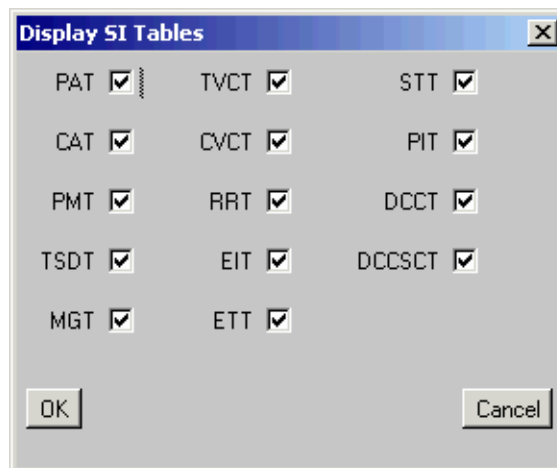 Display SI Tables
PAT TVCT STT
CAT CVCT PIT
PMT RRT DCCT
TSDT EIT DCCSCT
MGT ETT
OK Cancel